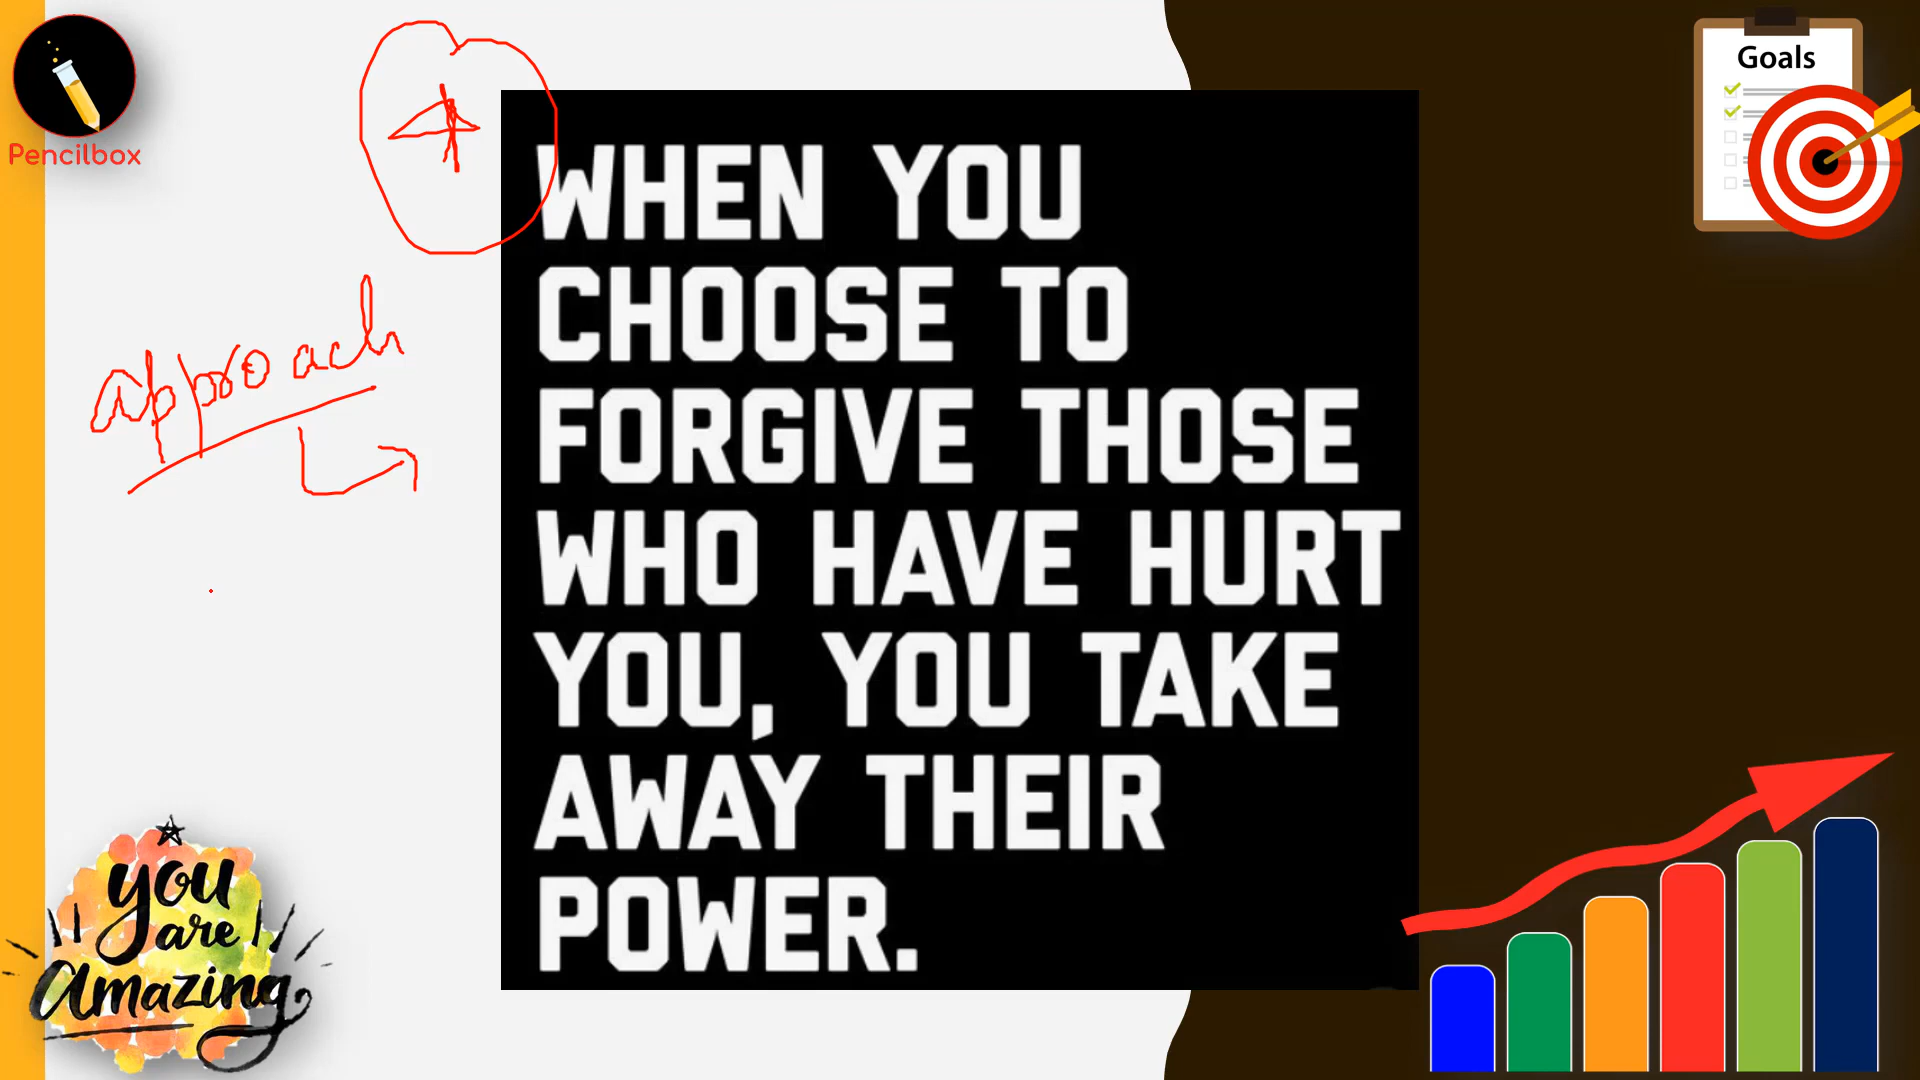 Pencilbox
Goals
approach
WHEN YOU
CHOOSE TO
FORGIVE THOSE
WHO HAVE HURT
YOU, YOU TAKE
AWAY THEIR
POWER.
you
are
amazing